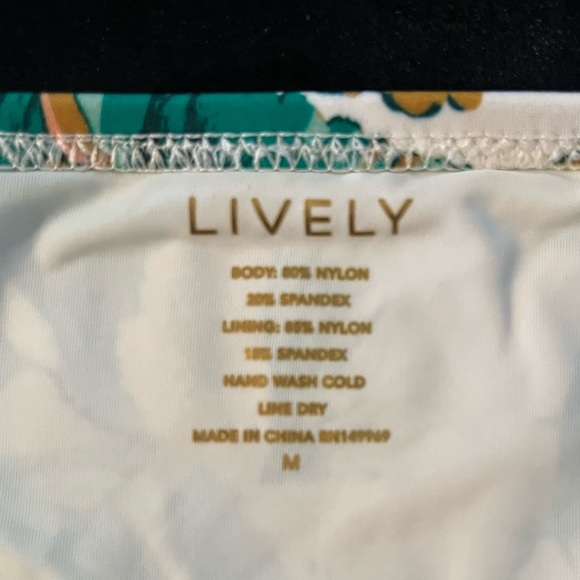 LIVELY
BODY: 80% NYLON
20% SPANDEX
LINING: 85% NYLON
15% SPANDEX
HAND WASH COLD
LINE DRY
MADE IN CHINA RN149969
M